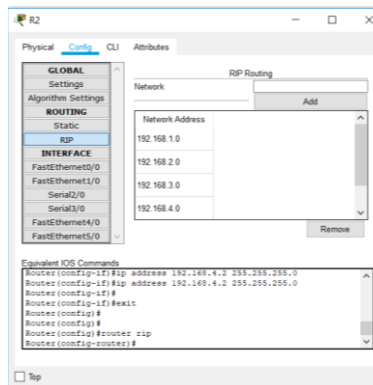 R2
Physical Config CLI Attributes
GLOBAL
Settings
Algorithm Settings
ROUTING
Static
RIP
INTERFACE
FastEthernet0/0
FastEthernet1/0
Serial2/0
Serial3/0
FastEthernet4/0
FastEthernet5/0
RIP Routing
Network
Add
Network Address
192.168.1.0
192.168.2.0
192.168.3.0
192.168.4.0
Remove
Equivalent IOS Commands
Router(config-if)#ip address 192.168.4.2 255.255.255.0
Router(config-if)#ip address 192.168.4.2 255.255.255.0
Router(config-if)#
Router(config-if)#exit
Router(config)#
Router(config)#
Router(config)#router rip
Router(config-router)#
Top